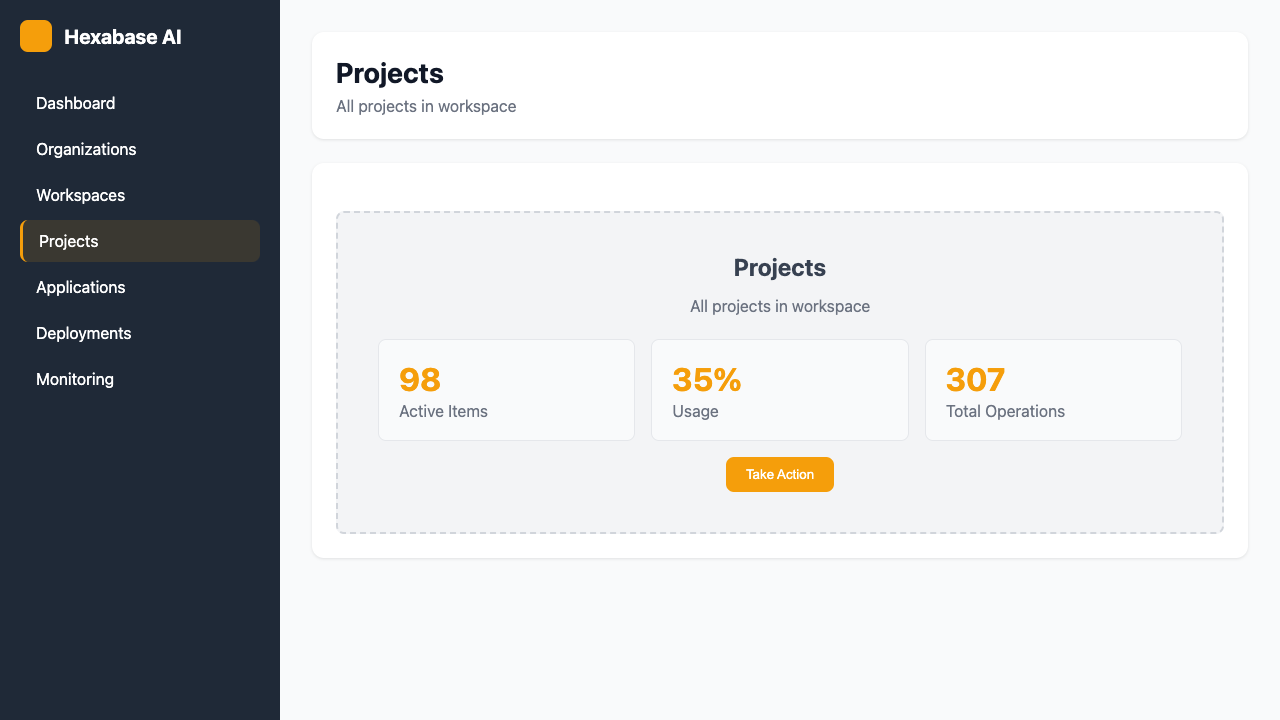 Hexabase AI
Dashboard
Organizations
Workspaces
Projects
Applications
Deployments
Monitoring
Projects
All projects in workspace
Projects
All projects in workspace
98
Active Items
35%
Usage
307
Total Operations
Take Action